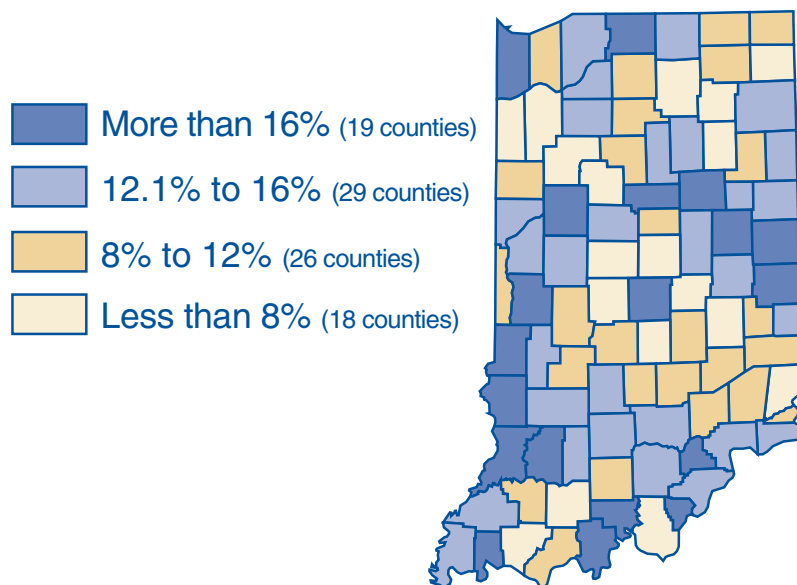 More than 16% (19 counties)
12.1% to 16% (29 counties)
8% to 12% (26 counties)
Less than 8% (18 counties)